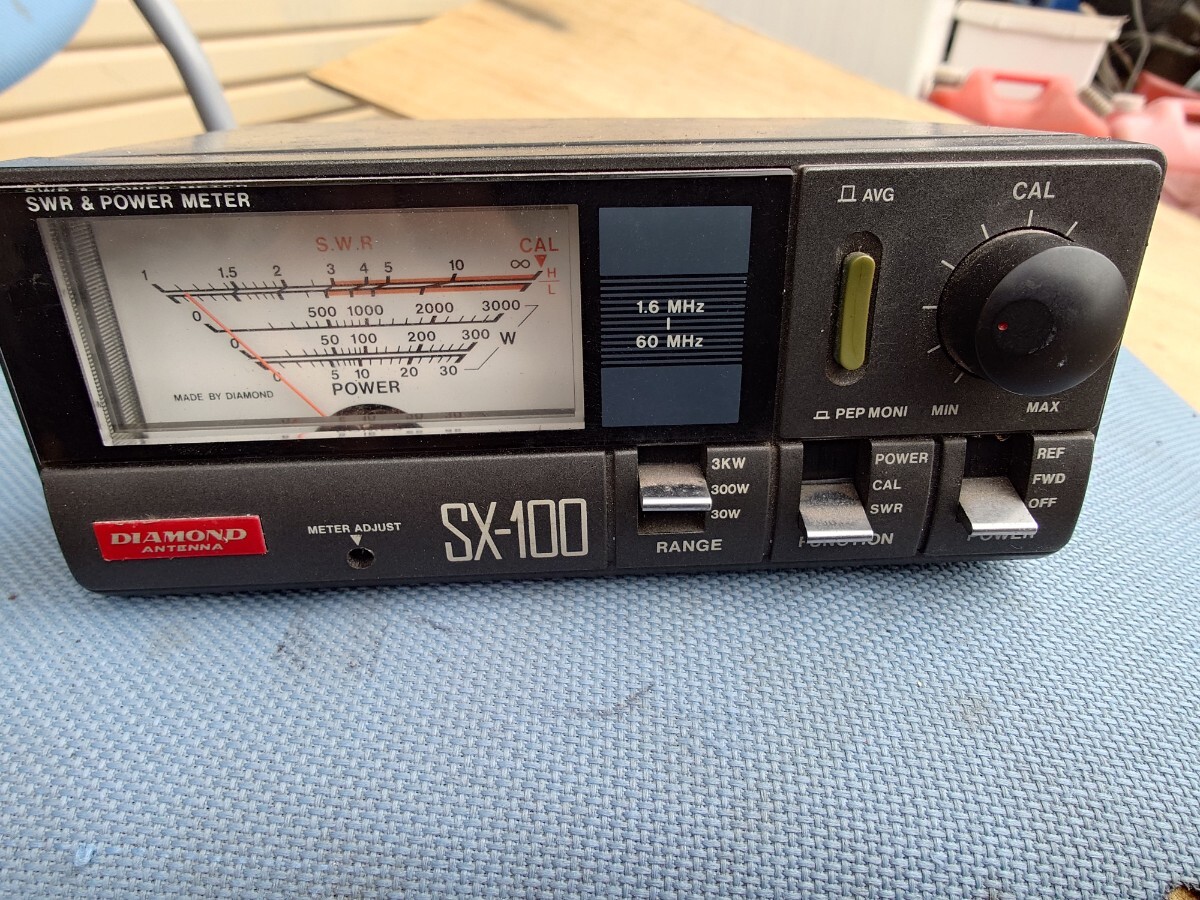 SWR & POWER METER
S.W.R
CAL
1 1.5 2 3 4 5 10 ∞
H
L
0 500 1000 2000 3000
0 50 100 200 300
W
0 5 10 20 30
POWER
MADE BY DIAMOND
1.6 MHz
60 MHz
AVG
CAL
PEP MONI
MIN
MAX
DIAMOND
ANTENNA
METER ADJUST
SX-100
3KW
300W
30W
RANGE
POWER
CAL
SWR
FUNCTION
REF
FWD
OFF
POWER